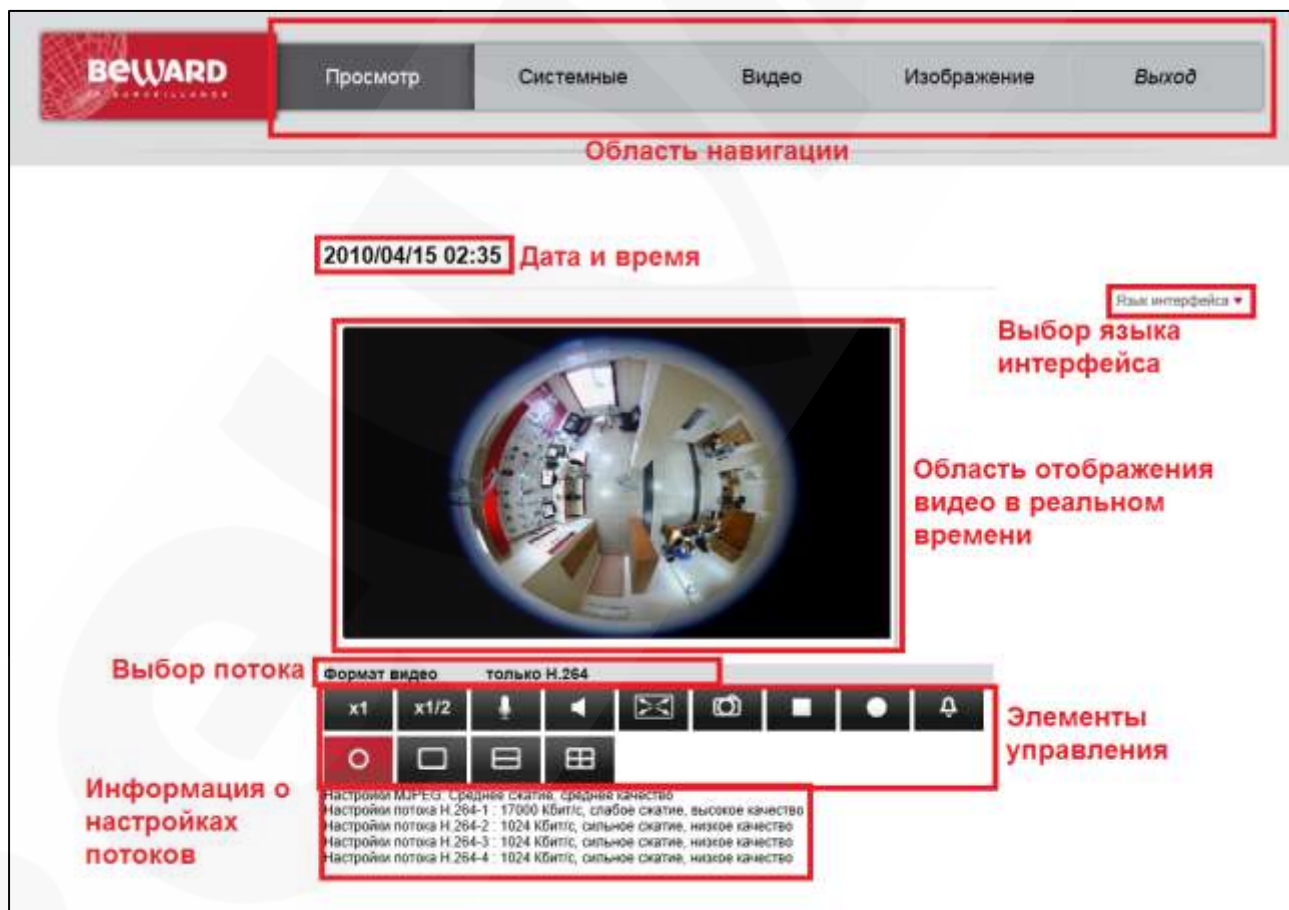 BEWARD
Просмотр Системные Видео Изображение Выход
Область навигации
2010/04/15 02:35 Дата и время
Язык интерфейса
Выбор языка
интерфейса
Область отображения
видео в реальном
времени
Выбор потока
Формат видео только H.264
x1 x1/2
Элементы
управления
Информация о
настройках
потоков
Настройки MJPEG: Среднее сжатие, среднее качество
Настройки потока H.264-1 : 17000 Кбит/с, слабое сжатие, высокое качество
Настройки потока H.264-2 : 1024 Кбит/с, сильное сжатие, низкое качество
Настройки потока H.264-3 : 1024 Кбит/с, сильное сжатие, низкое качество
Настройки потока H.264-4 : 1024 Кбит/с, сильное сжатие, низкое качество